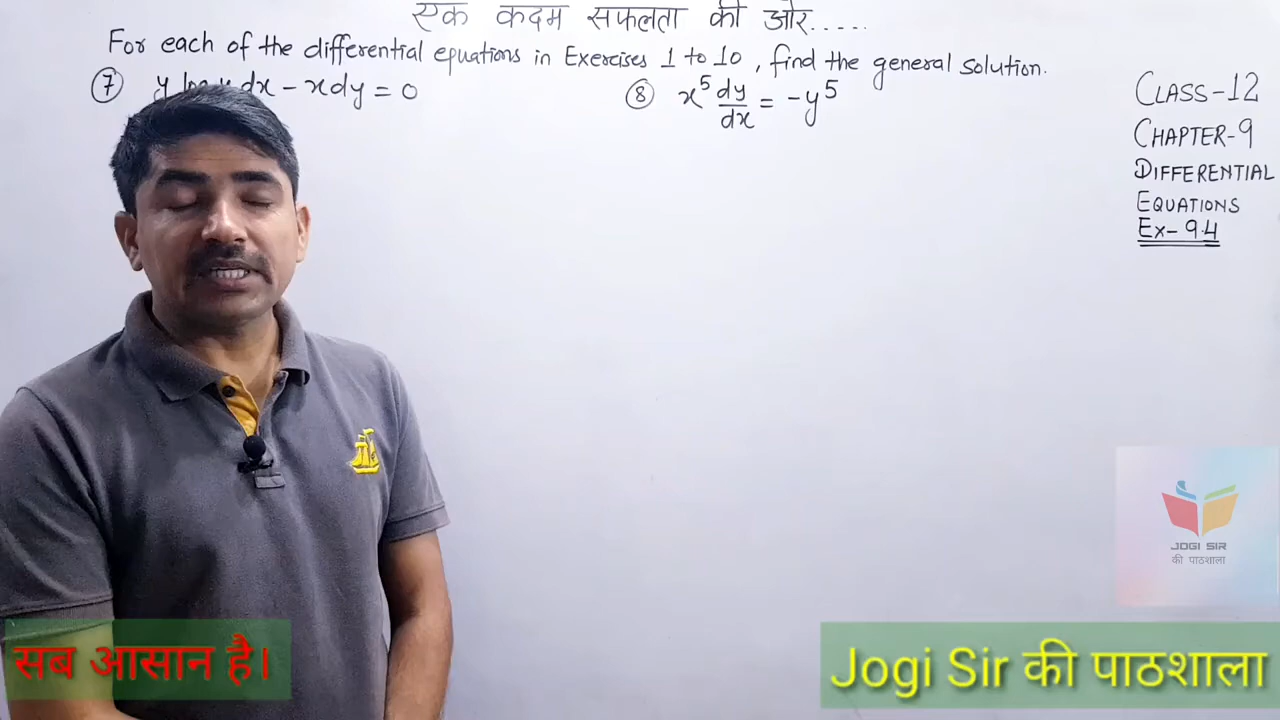 एक कदम सफलता की ओर.....
For each of the differential equations in Exercises 1 to 10, find the general solution.
⑦ y log y dx - x dy = 0
⑧ x⁵ dy/dx = -y⁵
CLASS-12
CHAPTER-9
DIFFERENTIAL
EQUATIONS
Ex-9.4
JOGI SIR
की पाठशाला
सब आसान है।
Jogi Sir की पाठशाला